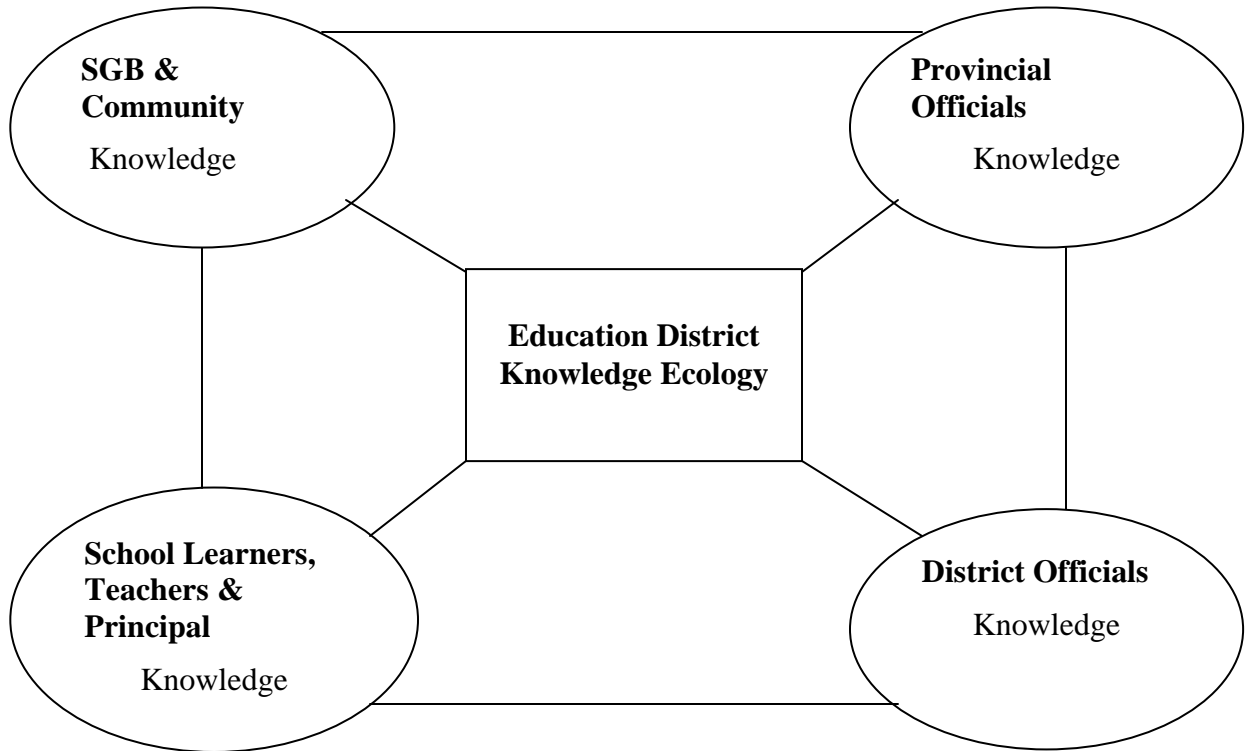 SGB &
Community
Knowledge
Provincial
Officials
Knowledge
Education District
Knowledge Ecology
School Learners,
Teachers &
Principal
Knowledge
District Officials
Knowledge